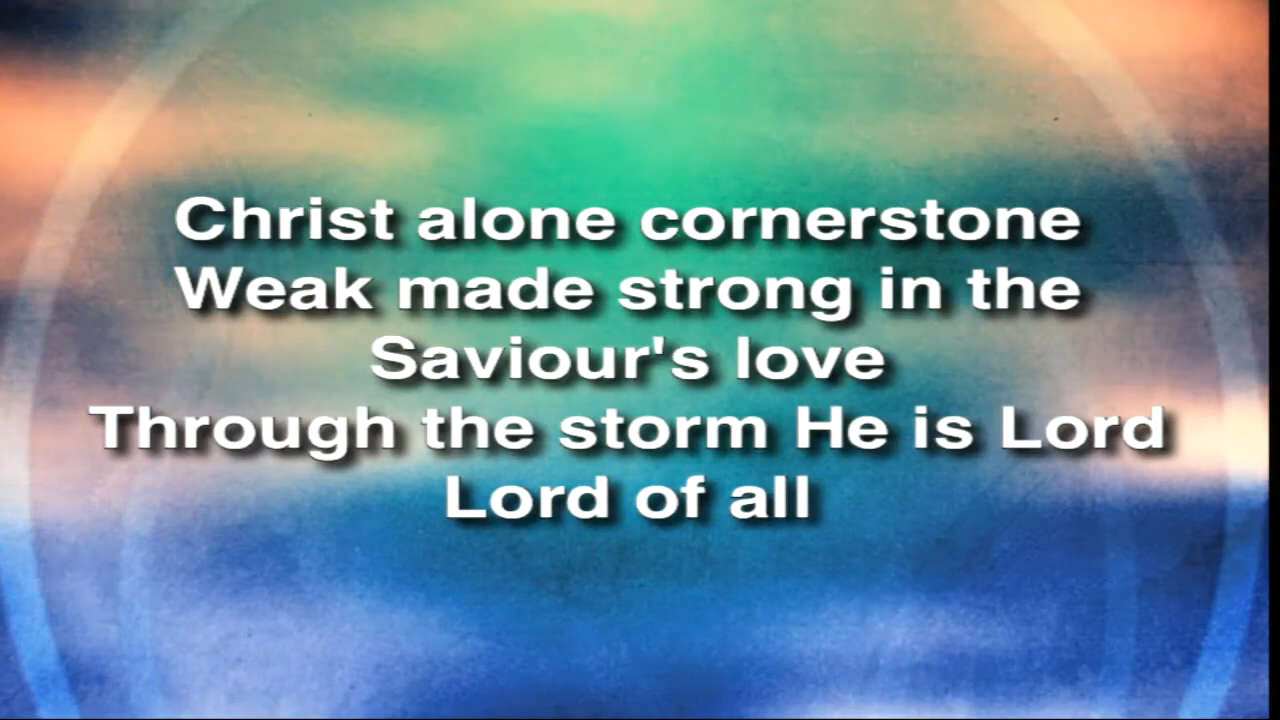 Christ alone cornerstone
Weak made strong in the
Saviour's love
Through the storm He is Lord
Lord of all